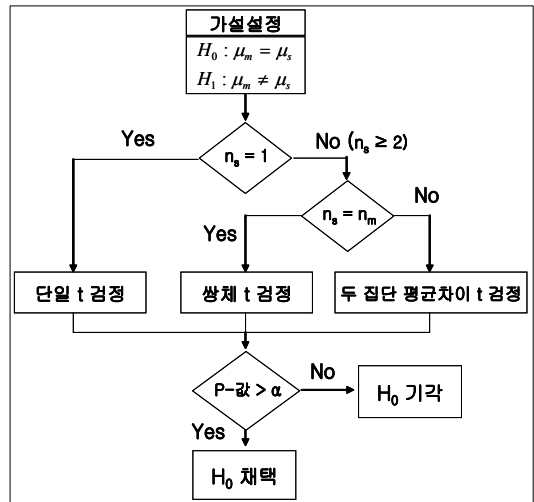 가설설정
H₀ : μₘ = μₛ
H₁ : μₘ ≠ μₛ
Yes
No (nₛ ≥ 2)
nₛ = 1
nₛ = nₘ
No
Yes
단일 t 검정
쌍체 t 검정
두 집단 평균차이 t 검정
P-값 > α
No
H₀ 기각
Yes
H₀ 채택